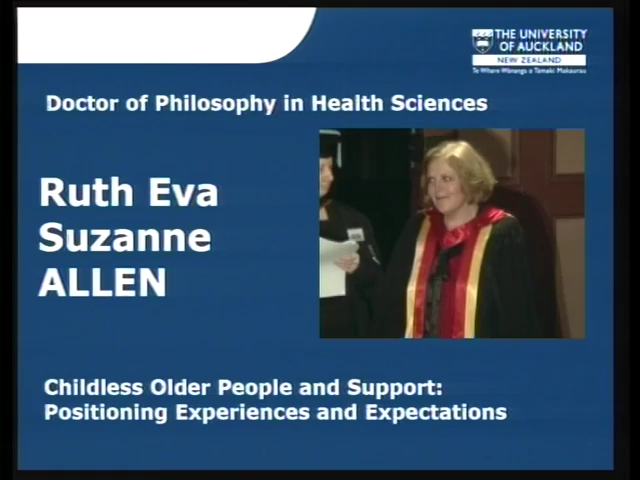 THE UNIVERSITY
OF AUCKLAND
NEW ZEALAND
Te Whare Wānanga o Tāmaki Makaurau
Doctor of Philosophy in Health Sciences
Ruth Eva
Suzanne
ALLEN
Childless Older People and Support:
Positioning Experiences and Expectations